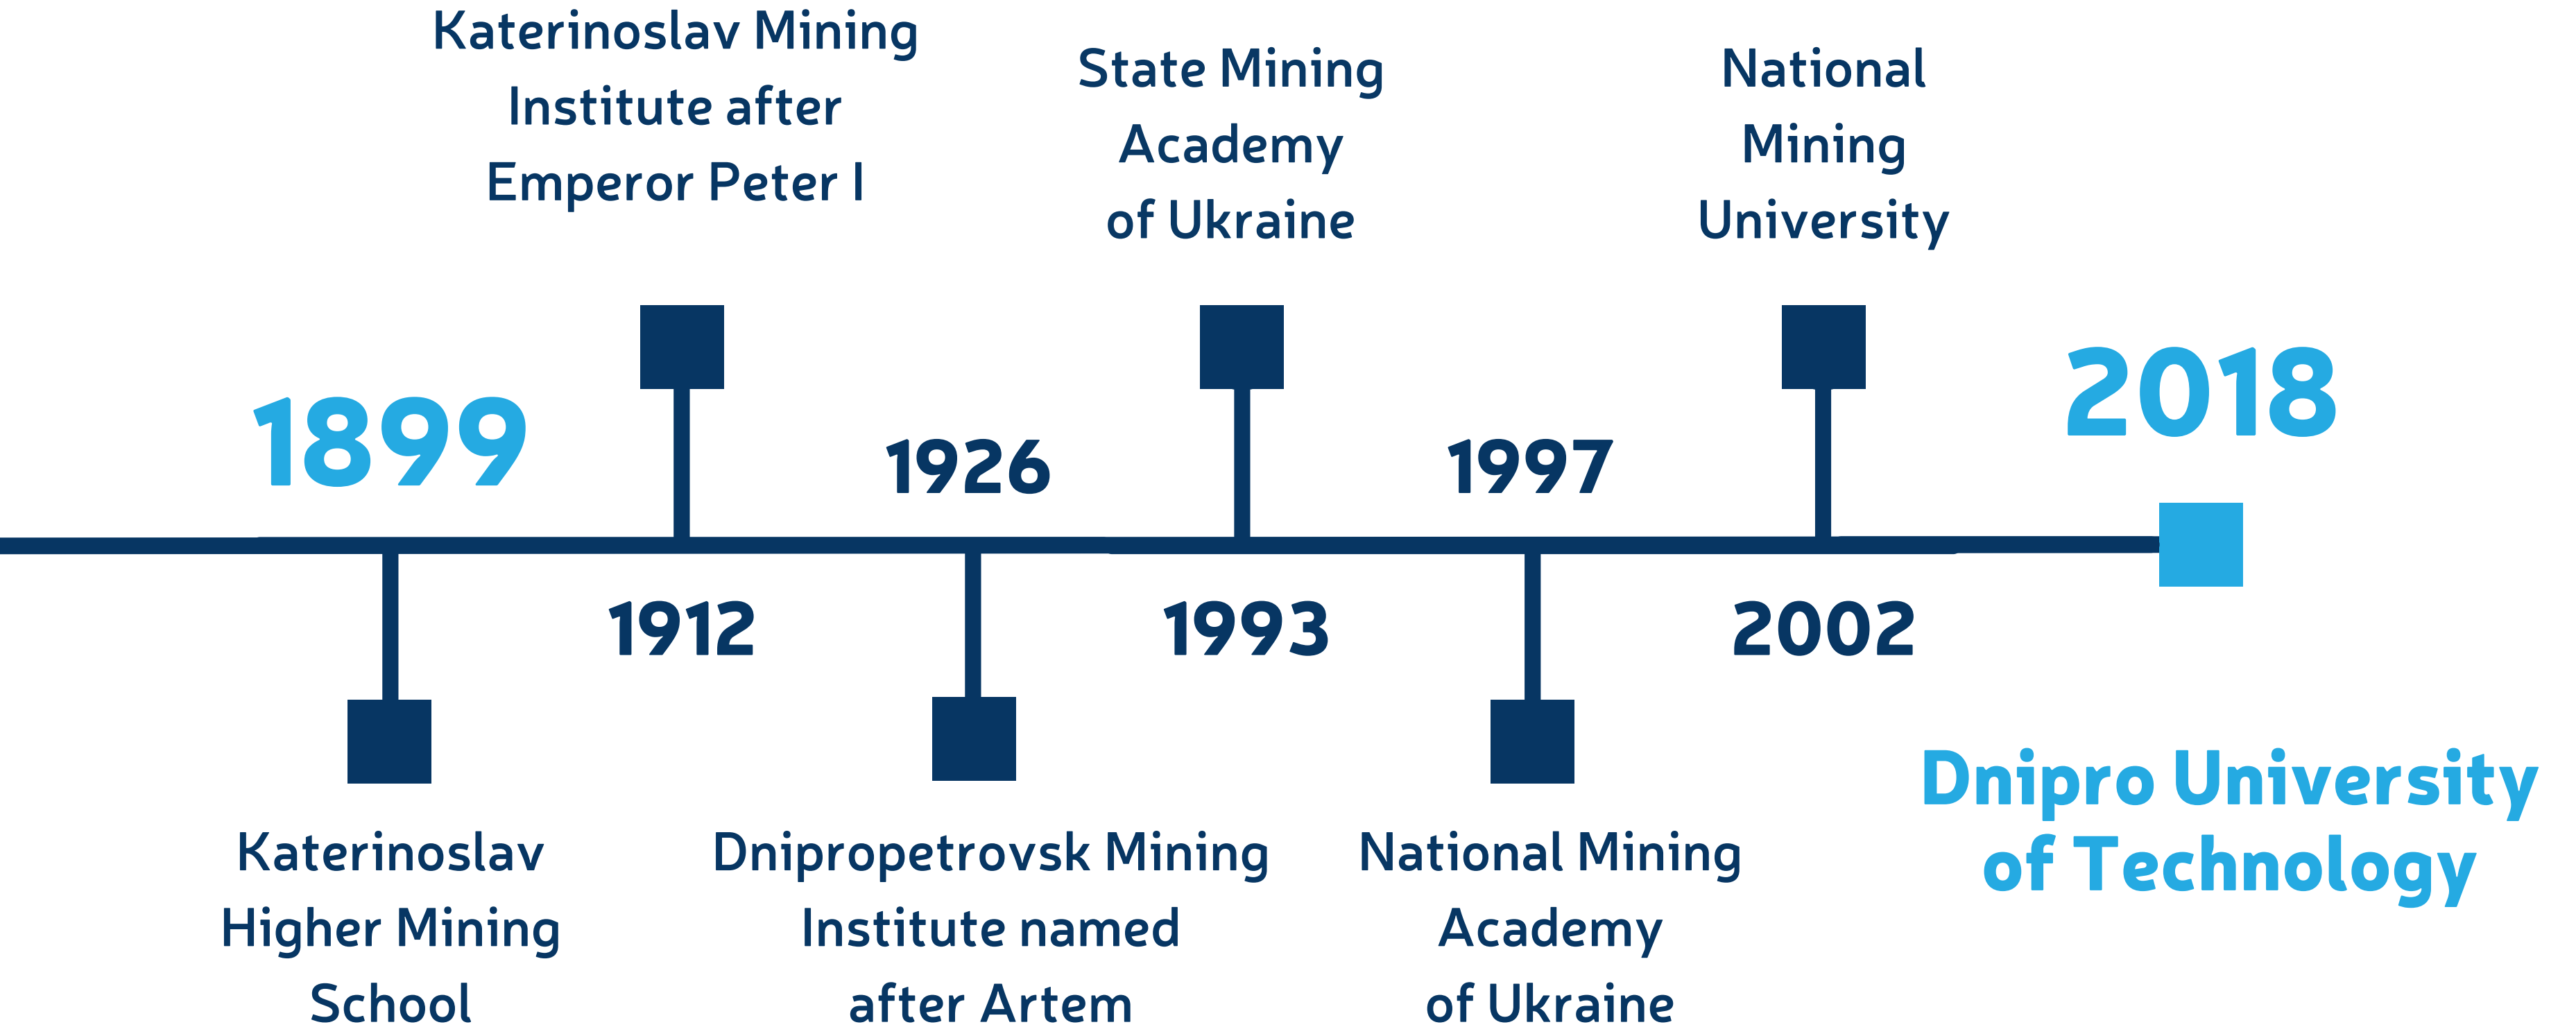 1899
Katerinoslav
Higher Mining
School
Katerinoslav Mining
Institute after
Emperor Peter I
1912
1926
Dnipropetrovsk Mining
Institute named
after Artem
State Mining
Academy
of Ukraine
1993
1997
National Mining
Academy
of Ukraine
National
Mining
University
2002
2018
Dnipro University
of Technology